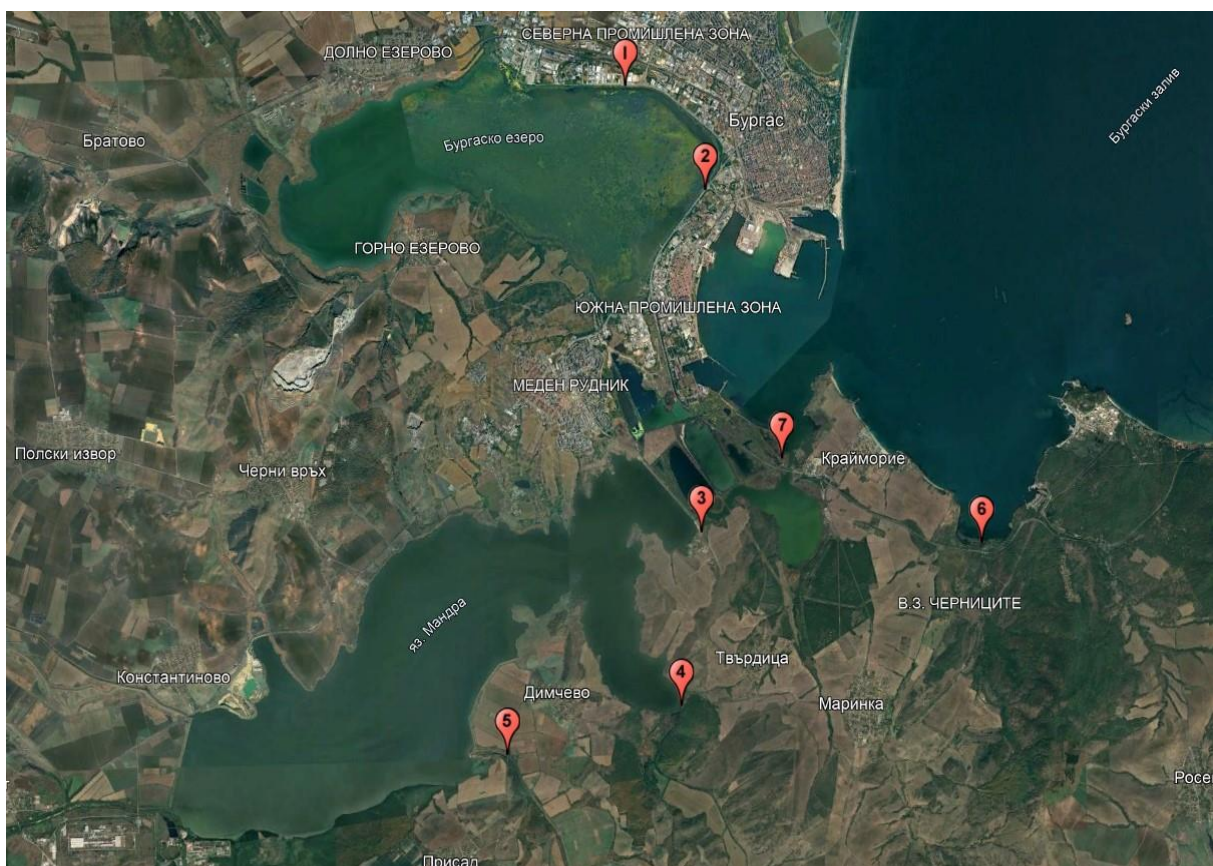 СЕВЕРНА ПРОМИШЛЕНА ЗОНА
ДОЛНО ЕЗЕРОВО
1
Бургаски залив
Бургас
Братово
Бургаско езеро
2
ГОРНО ЕЗЕРОВО
ЮЖНА ПРОМИШЛЕНА ЗОНА
МЕДЕН РУДНИК
7
Полски извор
Черни връх
Крайморие
3
6
В.З. ЧЕРНИЦИТЕ
яз. Мандра
Твърдица
4
Константиново
Димчево
Маринка
5
Присад